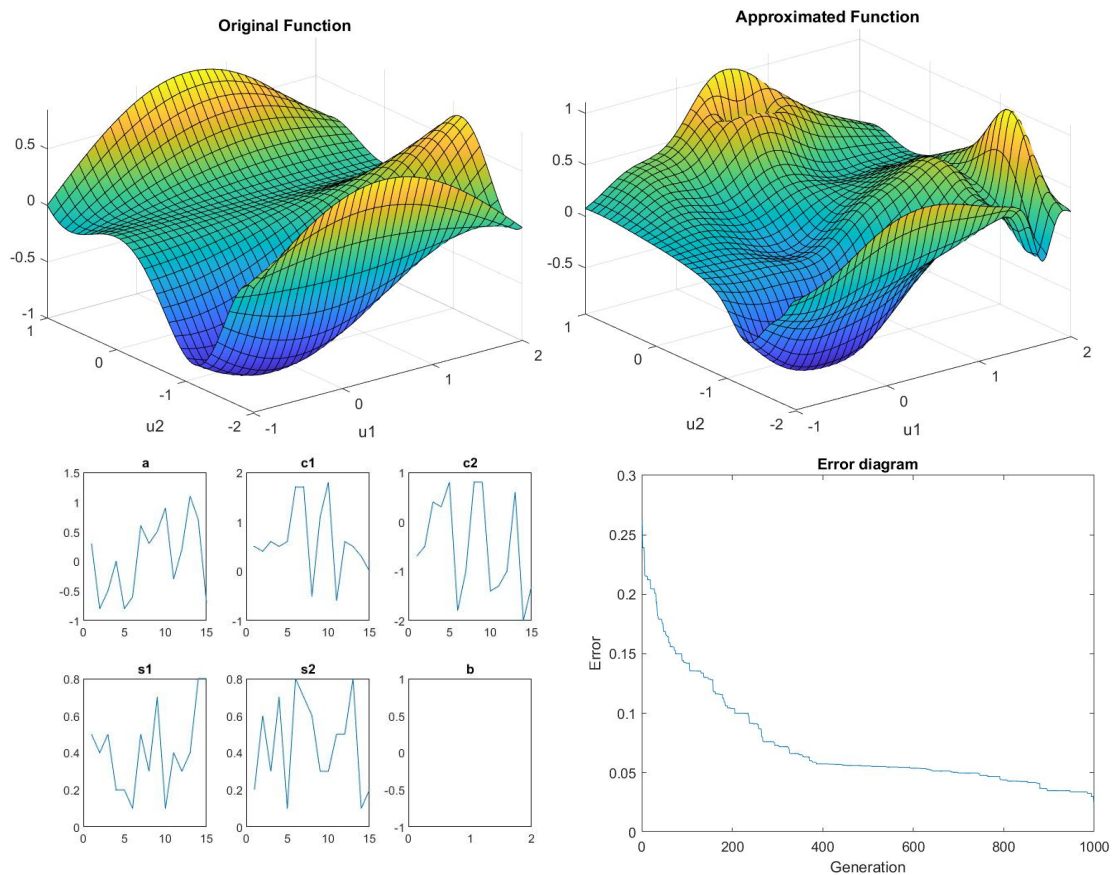 Original Function
0.5
0
-0.5
-1
1
0
-1
-2
u2
-1
0
1
2
u1
Approximated Function
1
0.5
0
-0.5
1
0
-1
-2
u2
-1
0
1
2
u1
a
1.5
1
0.5
0
-0.5
-1
0 5 10 15
c1
2
1
0
-1
0 5 10 15
c2
1
0
-1
-2
0 5 10 15
s1
0.8
0.6
0.4
0.2
0
0 5 10 15
s2
0.8
0.6
0.4
0.2
0
0 5 10 15
b
1
0.5
0
-0.5
-1
0 1 2
Error diagram
0.3
0.25
0.2
0.15
0.1
0.05
0
Error
0 200 400 600 800 1000
Generation